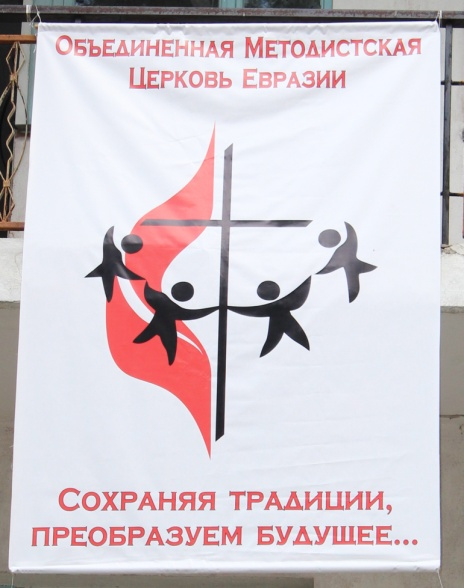 Объединенная Методистская
Церковь Евразии
Сохраняя традиции,
преобразуем будущее...